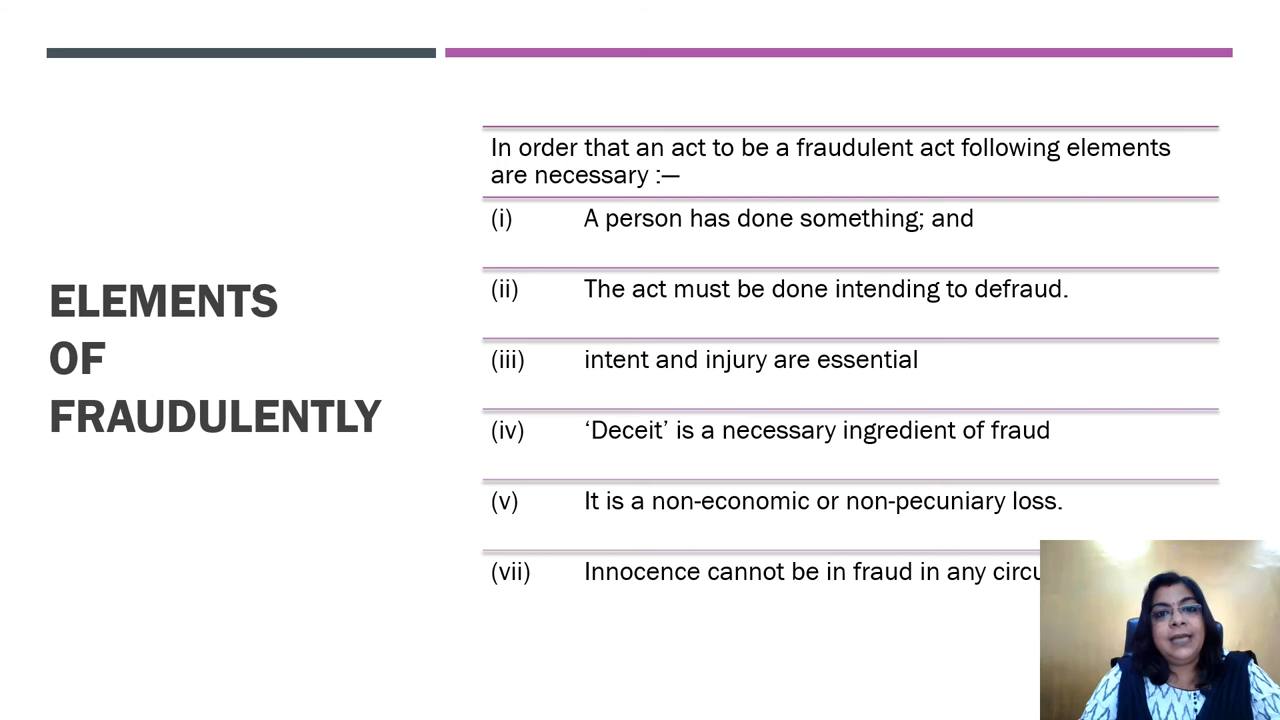 ELEMENTS
0F
FRAUDULENTLY
In order that an act to be a fraudulent act following elements
are necessary :—
(i) A person has done something; and
(ii) The act must be done intending to defraud.
(iii) intent and injury are essential
(iv) ‘Deceit’ is a necessary ingredient of fraud
(v) It is a non-economic or non-pecuniary loss.
(vii) Innocence cannot be in fraud in any